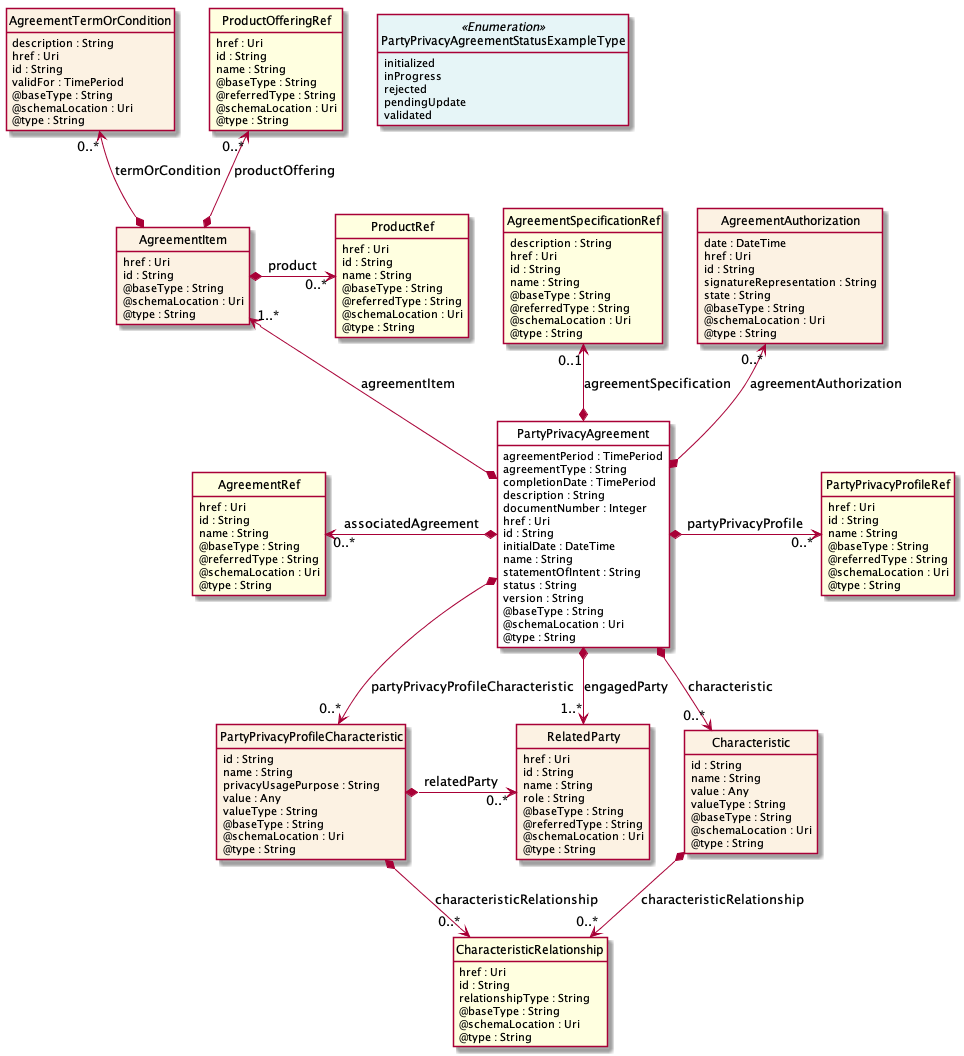 AgreementTermOrCondition
description : String
href : Uri
id : String
validFor : TimePeriod
@baseType : String
@schemaLocation : Uri
@type : String
ProductOfferingRef
href : Uri
id : String
name : String
@baseType : String
@referredType : String
@schemaLocation : Uri
@type : String
«Enumeration»
PartyPrivacyAgreementStatusExampleType
initialized
inProgress
rejected
pendingUpdate
validated
0..*
termOrCondition
0..*
productOffering
AgreementItem
href : Uri
id : String
@baseType : String
@schemaLocation : Uri
@type : String
product
0..*
ProductRef
href : Uri
id : String
name : String
@baseType : String
@referredType : String
@schemaLocation : Uri
@type : String
AgreementSpecificationRef
description : String
href : Uri
id : String
name : String
@baseType : String
@referredType : String
@schemaLocation : Uri
@type : String
AgreementAuthorization
date : DateTime
href : Uri
id : String
signatureRepresentation : String
state : String
@baseType : String
@schemaLocation : Uri
@type : String
1..*
agreementItem
0..1
agreementSpecification
0..*
agreementAuthorization
PartyPrivacyAgreement
agreementPeriod : TimePeriod
agreementType : String
completionDate : TimePeriod
description : String
documentNumber : Integer
href : Uri
id : String
initialDate : DateTime
name : String
statementOfIntent : String
status : String
version : String
@baseType : String
@schemaLocation : Uri
@type : String
AgreementRef
href : Uri
id : String
name : String
@baseType : String
@referredType : String
@schemaLocation : Uri
@type : String
associatedAgreement
0..*
partyPrivacyProfile
0..*
PartyPrivacyProfileRef
href : Uri
id : String
name : String
@baseType : String
@referredType : String
@schemaLocation : Uri
@type : String
partyPrivacyProfileCharacteristic
0..*
engagedParty
1..*
characteristic
0..*
PartyPrivacyProfileCharacteristic
id : String
name : String
privacyUsagePurpose : String
value : Any
valueType : String
@baseType : String
@schemaLocation : Uri
@type : String
relatedParty
0..*
RelatedParty
href : Uri
id : String
name : String
role : String
@baseType : String
@referredType : String
@schemaLocation : Uri
@type : String
Characteristic
id : String
name : String
value : Any
valueType : String
@baseType : String
@schemaLocation : Uri
@type : String
characteristicRelationship
0..*
characteristicRelationship
0..*
CharacteristicRelationship
href : Uri
id : String
relationshipType : String
@baseType : String
@schemaLocation : Uri
@type : String